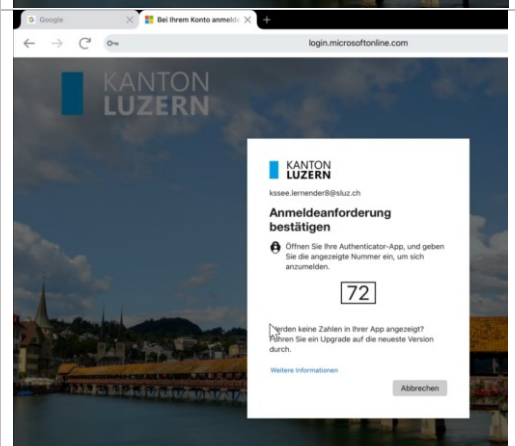 Google
Bei Ihrem Konto anmeld
login.microsoftonline.com
KANTON
LUZERN
KANTON
LUZERN
kssee.lernender8@sluz.ch
Anmeldeanforderung
bestätigen
Öffnen Sie Ihre Authenticator-App, und geben
Sie die angezeigte Nummer ein, um sich
anzumelden.
72
Werden keine Zahlen in Ihrer App angezeigt?
Führen Sie ein Upgrade auf die neueste Version
durch.
Weitere Informationen
Abbrechen